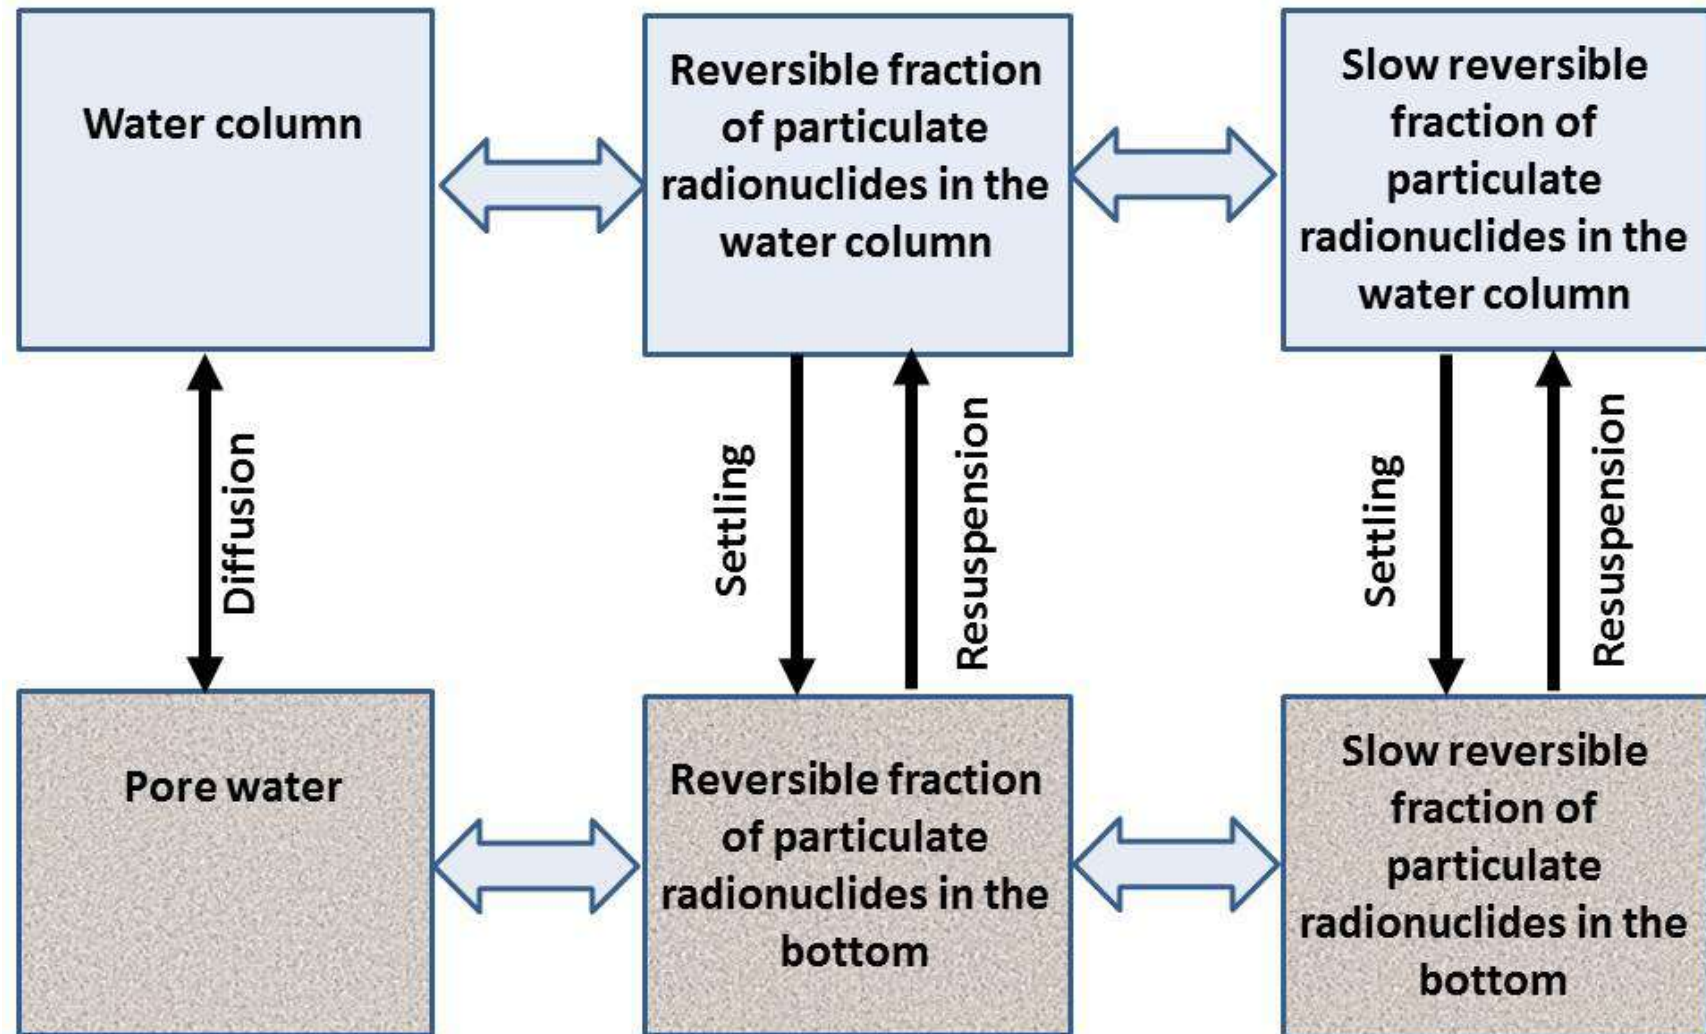 Water column
Reversible fraction
of particulate
radionuclides in the
water column
Slow reversible
fraction of
particulate
radionuclides in the
water column
Diffusion
Settling
Resuspension
Settling
Resuspension
Pore water
Reversible fraction
of particulate
radionuclides in the
bottom
Slow reversible
fraction of
particulate
radionuclides in the
bottom